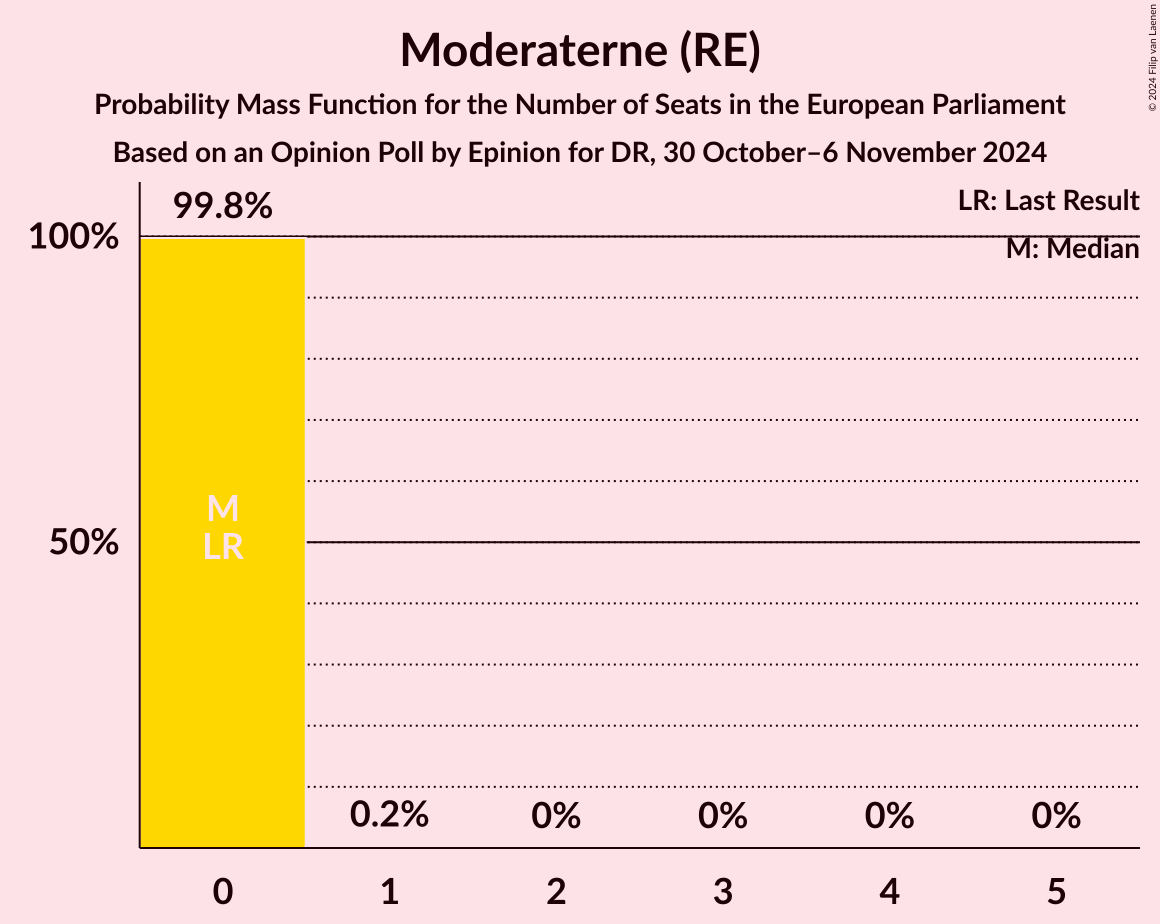 Moderaterne (RE)
Probability Mass Function for the Number of Seats in the European Parliament
Based on an Opinion Poll by Epinion for DR, 30 October–6 November 2024
© 2024 Filip van Laenen
LR: Last Result
M: Median
99.8%
100%
50%
M
LR
0.2%
0%
0%
0%
0%
0
1
2
3
4
5